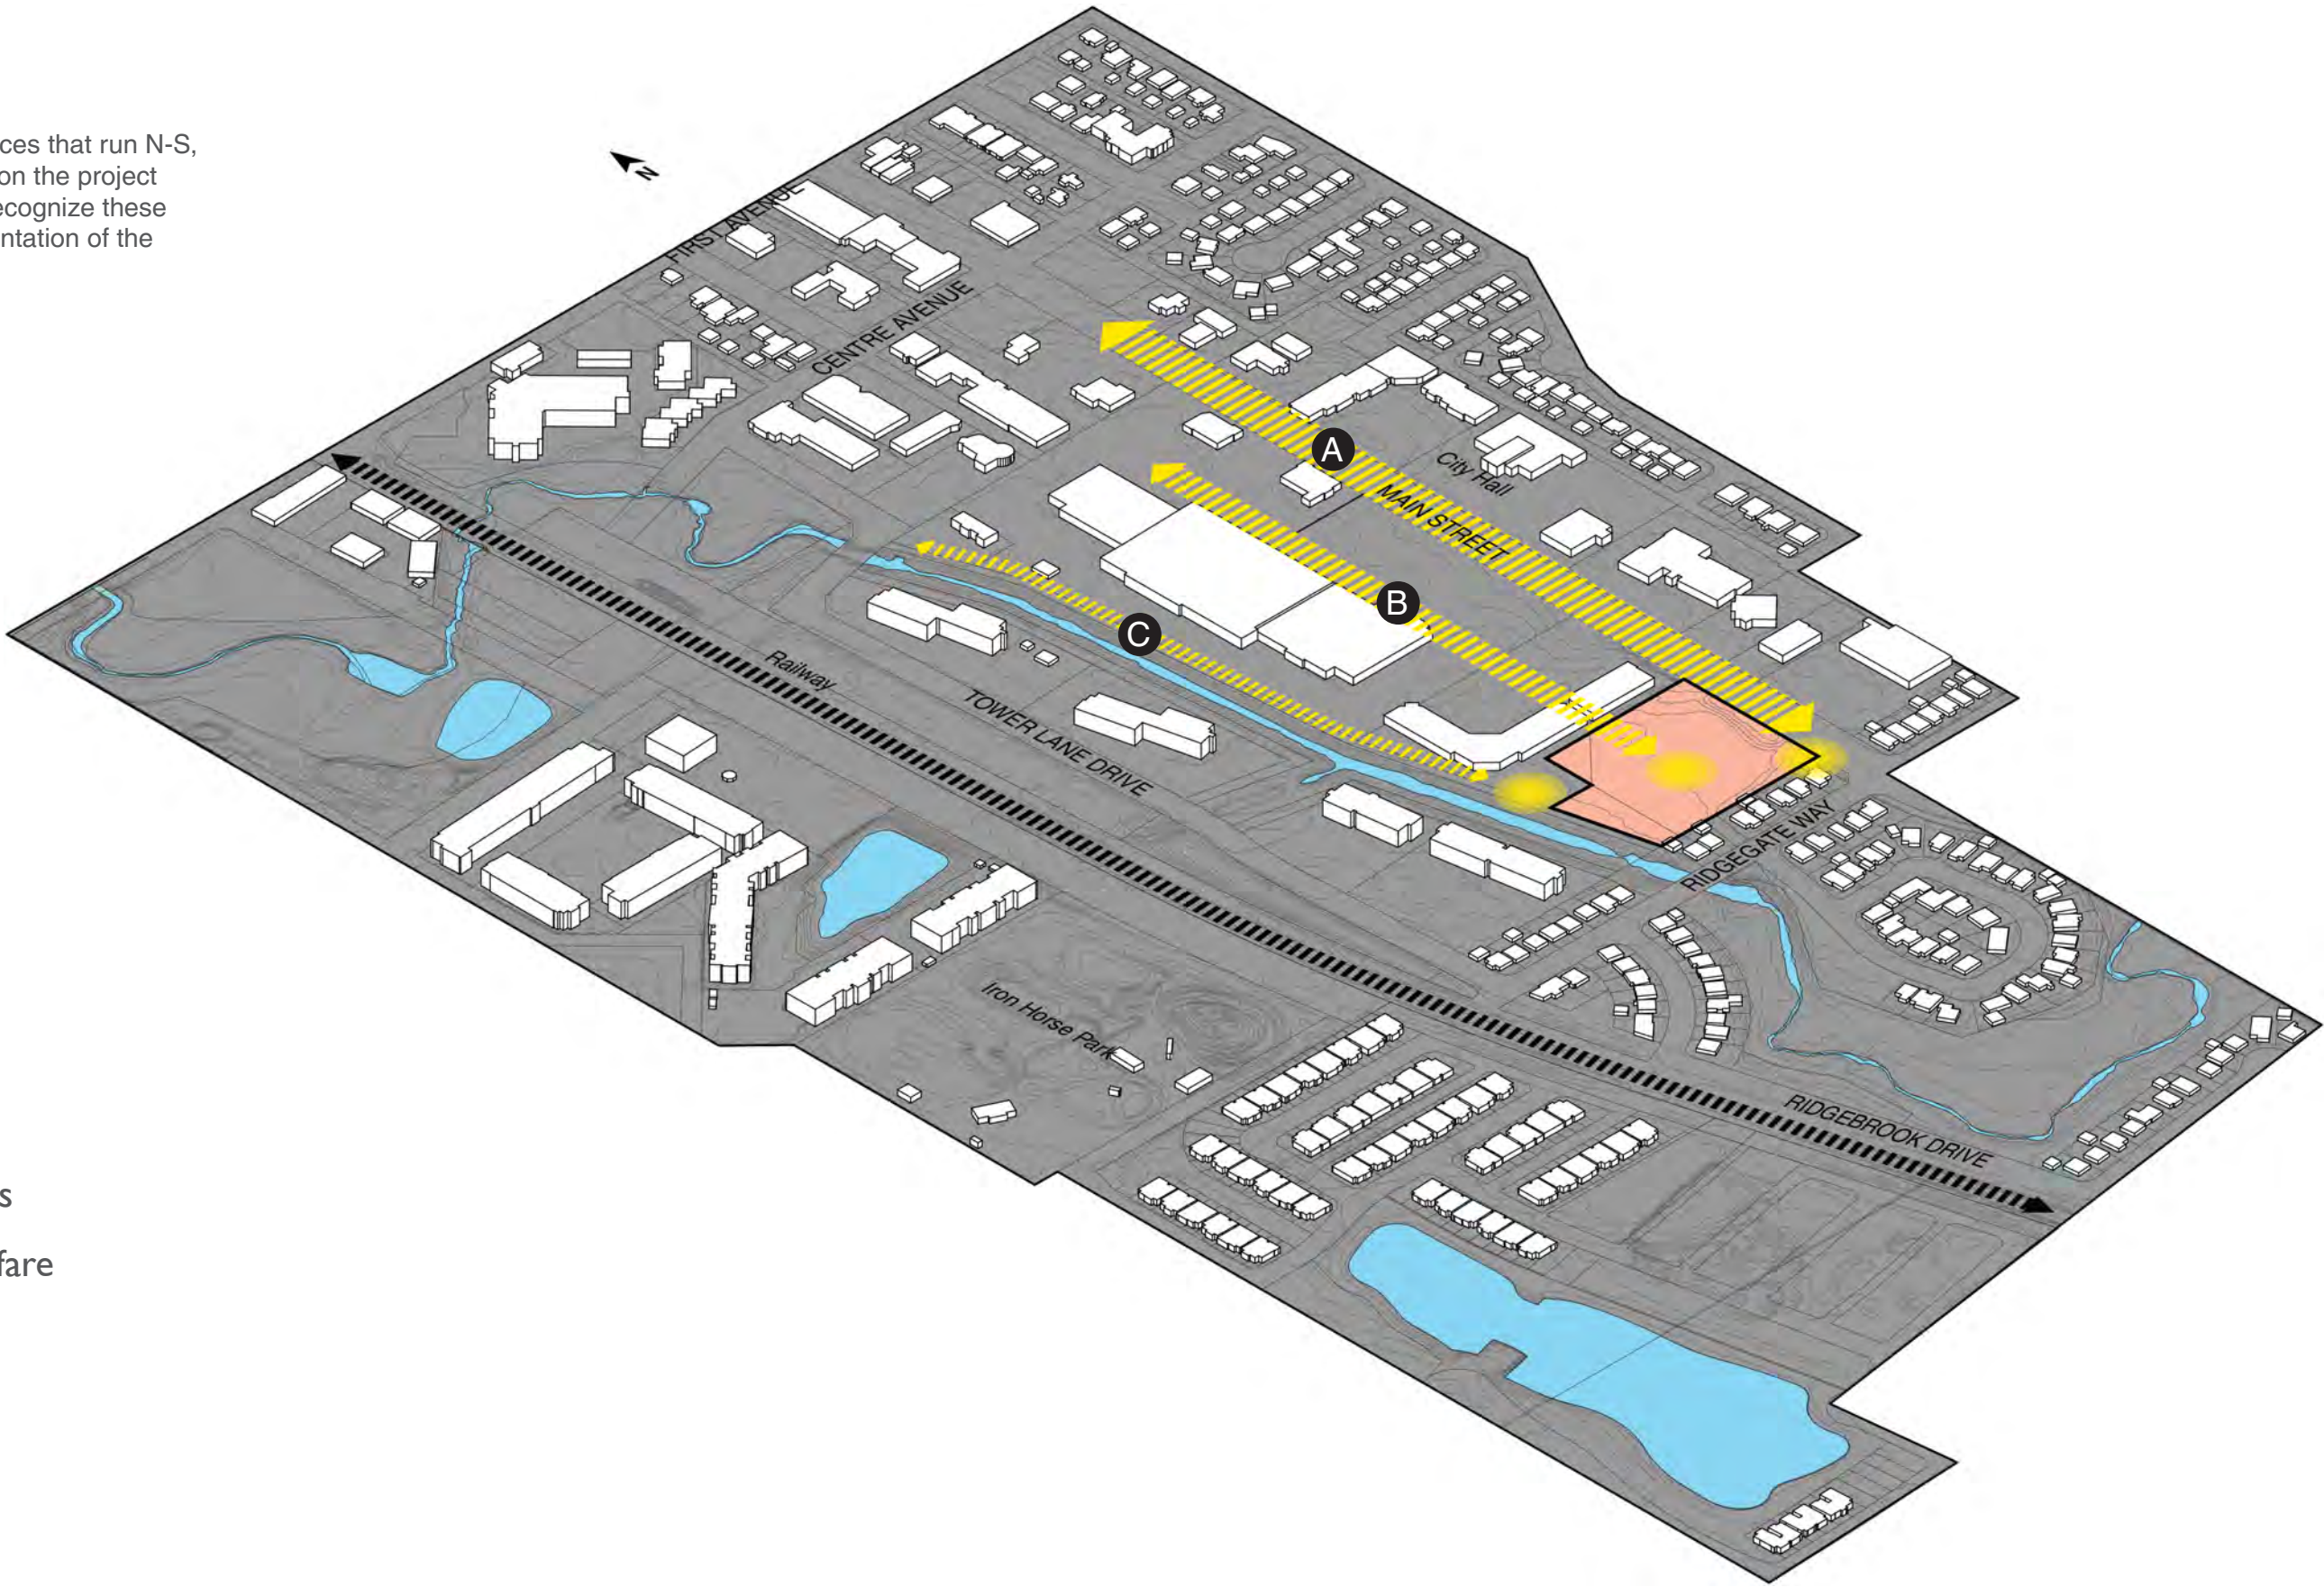 ces that run N-S,
on the project
ecognize these
ntation of the
N
FIRST AVENUE
CENTRE AVENUE
A
City Hall
MAIN STREET
B
C
Railway
TOWER LANE DRIVE
RIDGEGATE WAY
Iron Horse Park
RIDGEBROOK DRIVE
s
fare